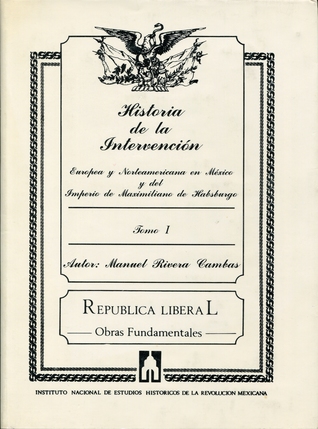 Historia
de la
Intervención
Europea y Norteamericana en México
y del
Imperio de Maximiliano de Habsburgo
Tomo I
Autor: Manuel Rivera Cambas
REPUBLICA LIBERAL
Obras Fundamentales
INSTITUTO NACIONAL DE ESTUDIOS HISTORICOS DE LA REVOLUCION MEXICANA